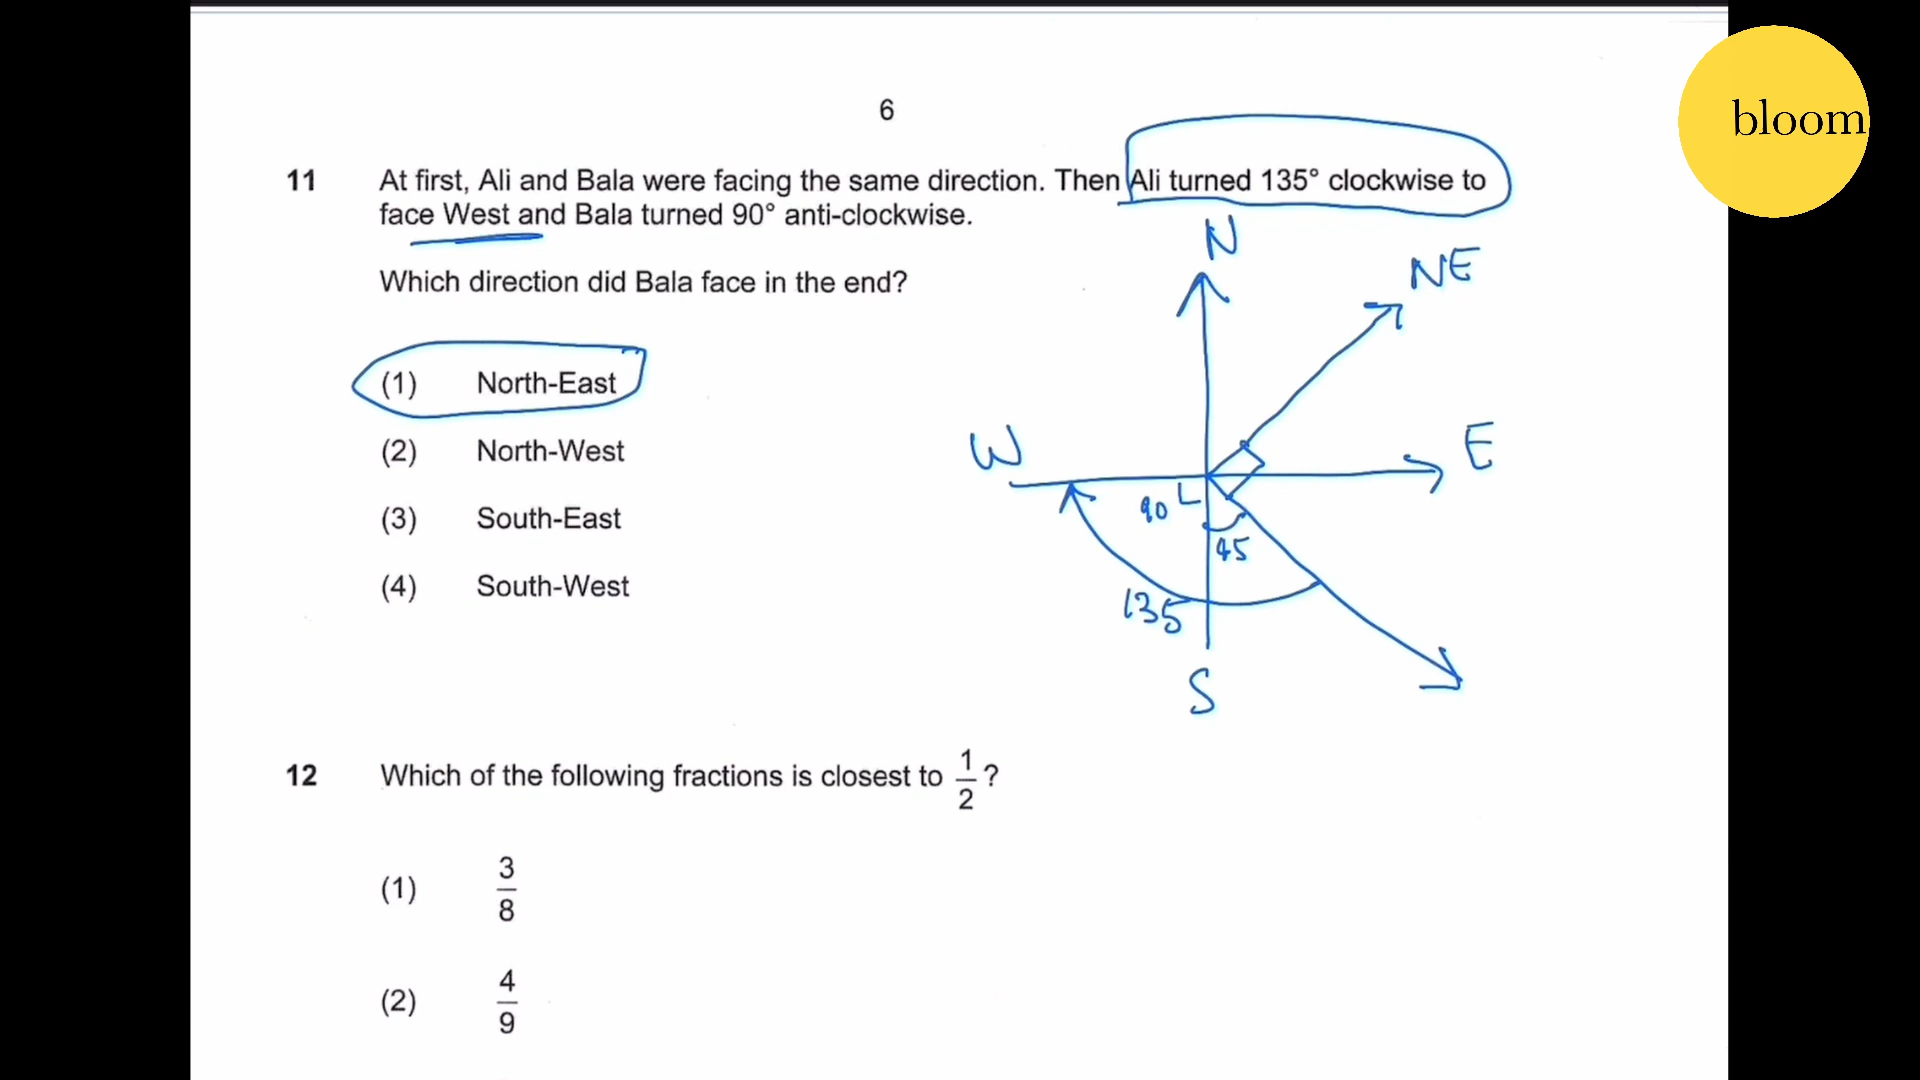 6
bloom
11 At first, Ali and Bala were facing the same direction. Then Ali turned 135° clockwise to
face West and Bala turned 90° anti-clockwise.
Which direction did Bala face in the end?
(1) North-East
(2) North-West
(3) South-East
(4) South-West
N
NE
W
E
90
45
135
S
12 Which of the following fractions is closest to 1/2?
(1) 3/8
(2) 4/9